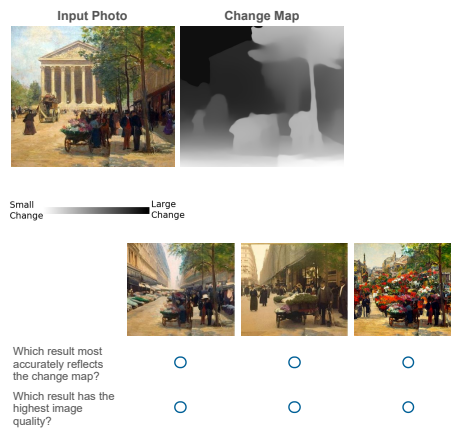 Input Photo
Change Map
Small
Change
Large
Change
Which result most
accurately reflects
the change map?
Which result has the
highest image
quality?